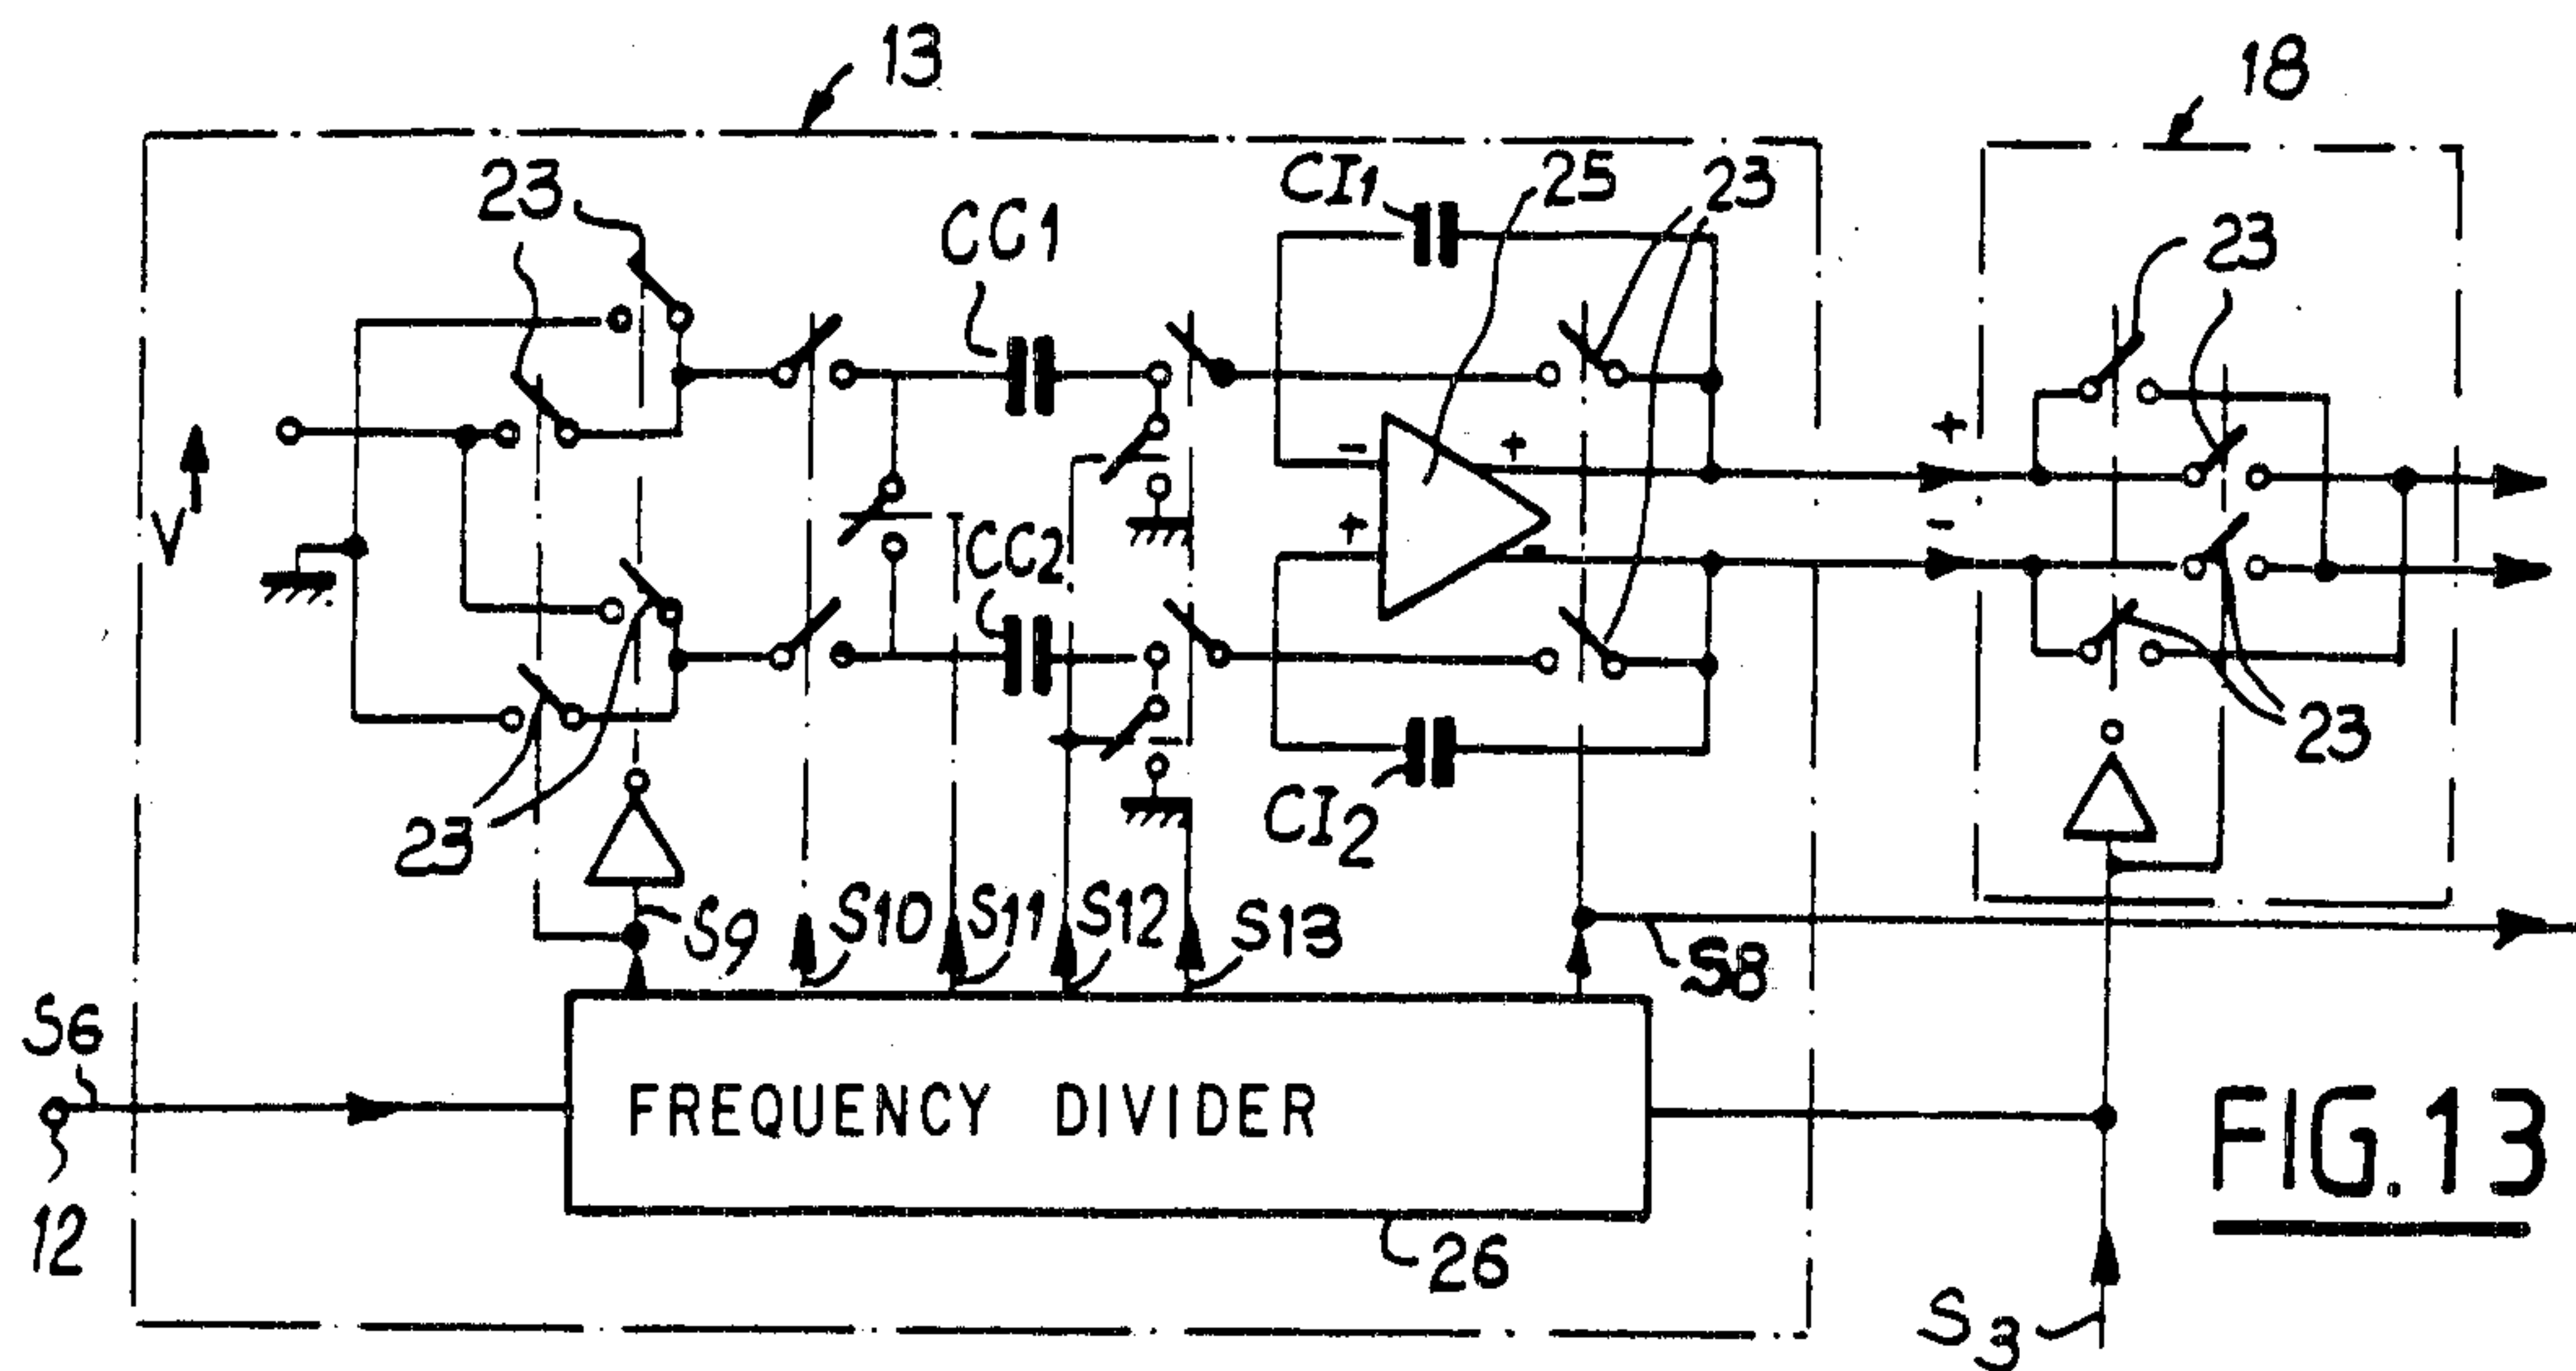 13
18
23
CC1
CI1
25
23
23
V
-
+
+
-
+
-
CC2
23
CI2
23
S9
S10
S11
S12
S13
S8
S6
12
FREQUENCY DIVIDER
26
S3
FIG.13